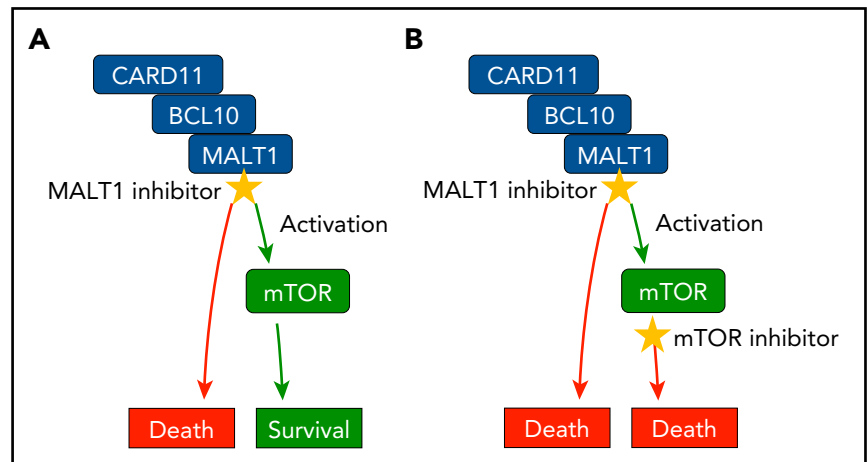 A
CARD11
BCL10
MALT1
MALT1 inhibitor
Activation
mTOR
Death
Survival
B
CARD11
BCL10
MALT1
MALT1 inhibitor
Activation
mTOR
mTOR inhibitor
Death
Death